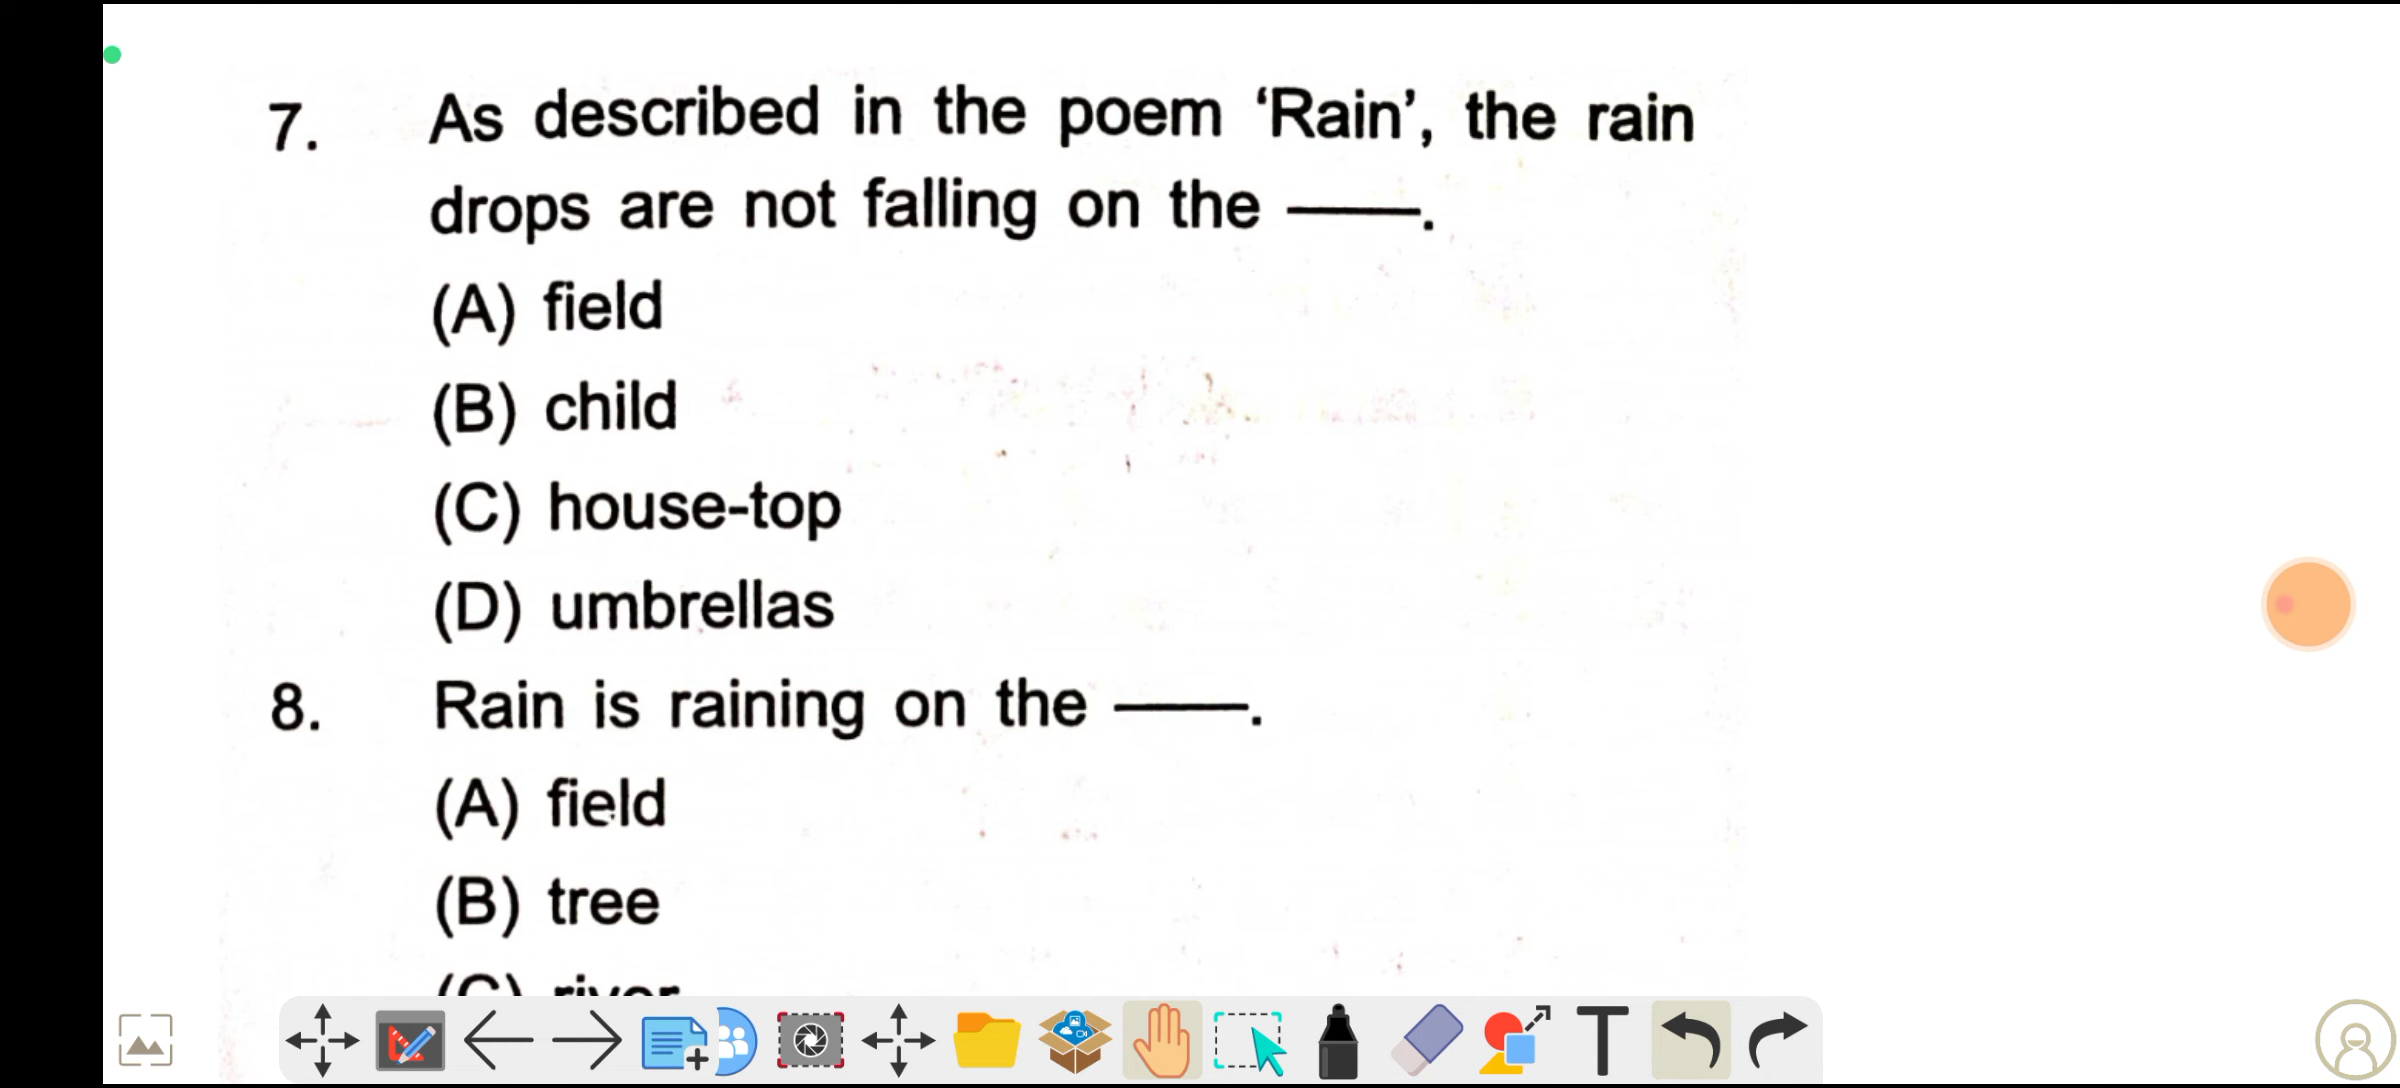 7. As described in the poem ‘Rain’, the rain
drops are not falling on the ——.
(A) field
(B) child
(C) house-top
(D) umbrellas
8. Rain is raining on the ——.
(A) field
(B) tree
(C) river
T